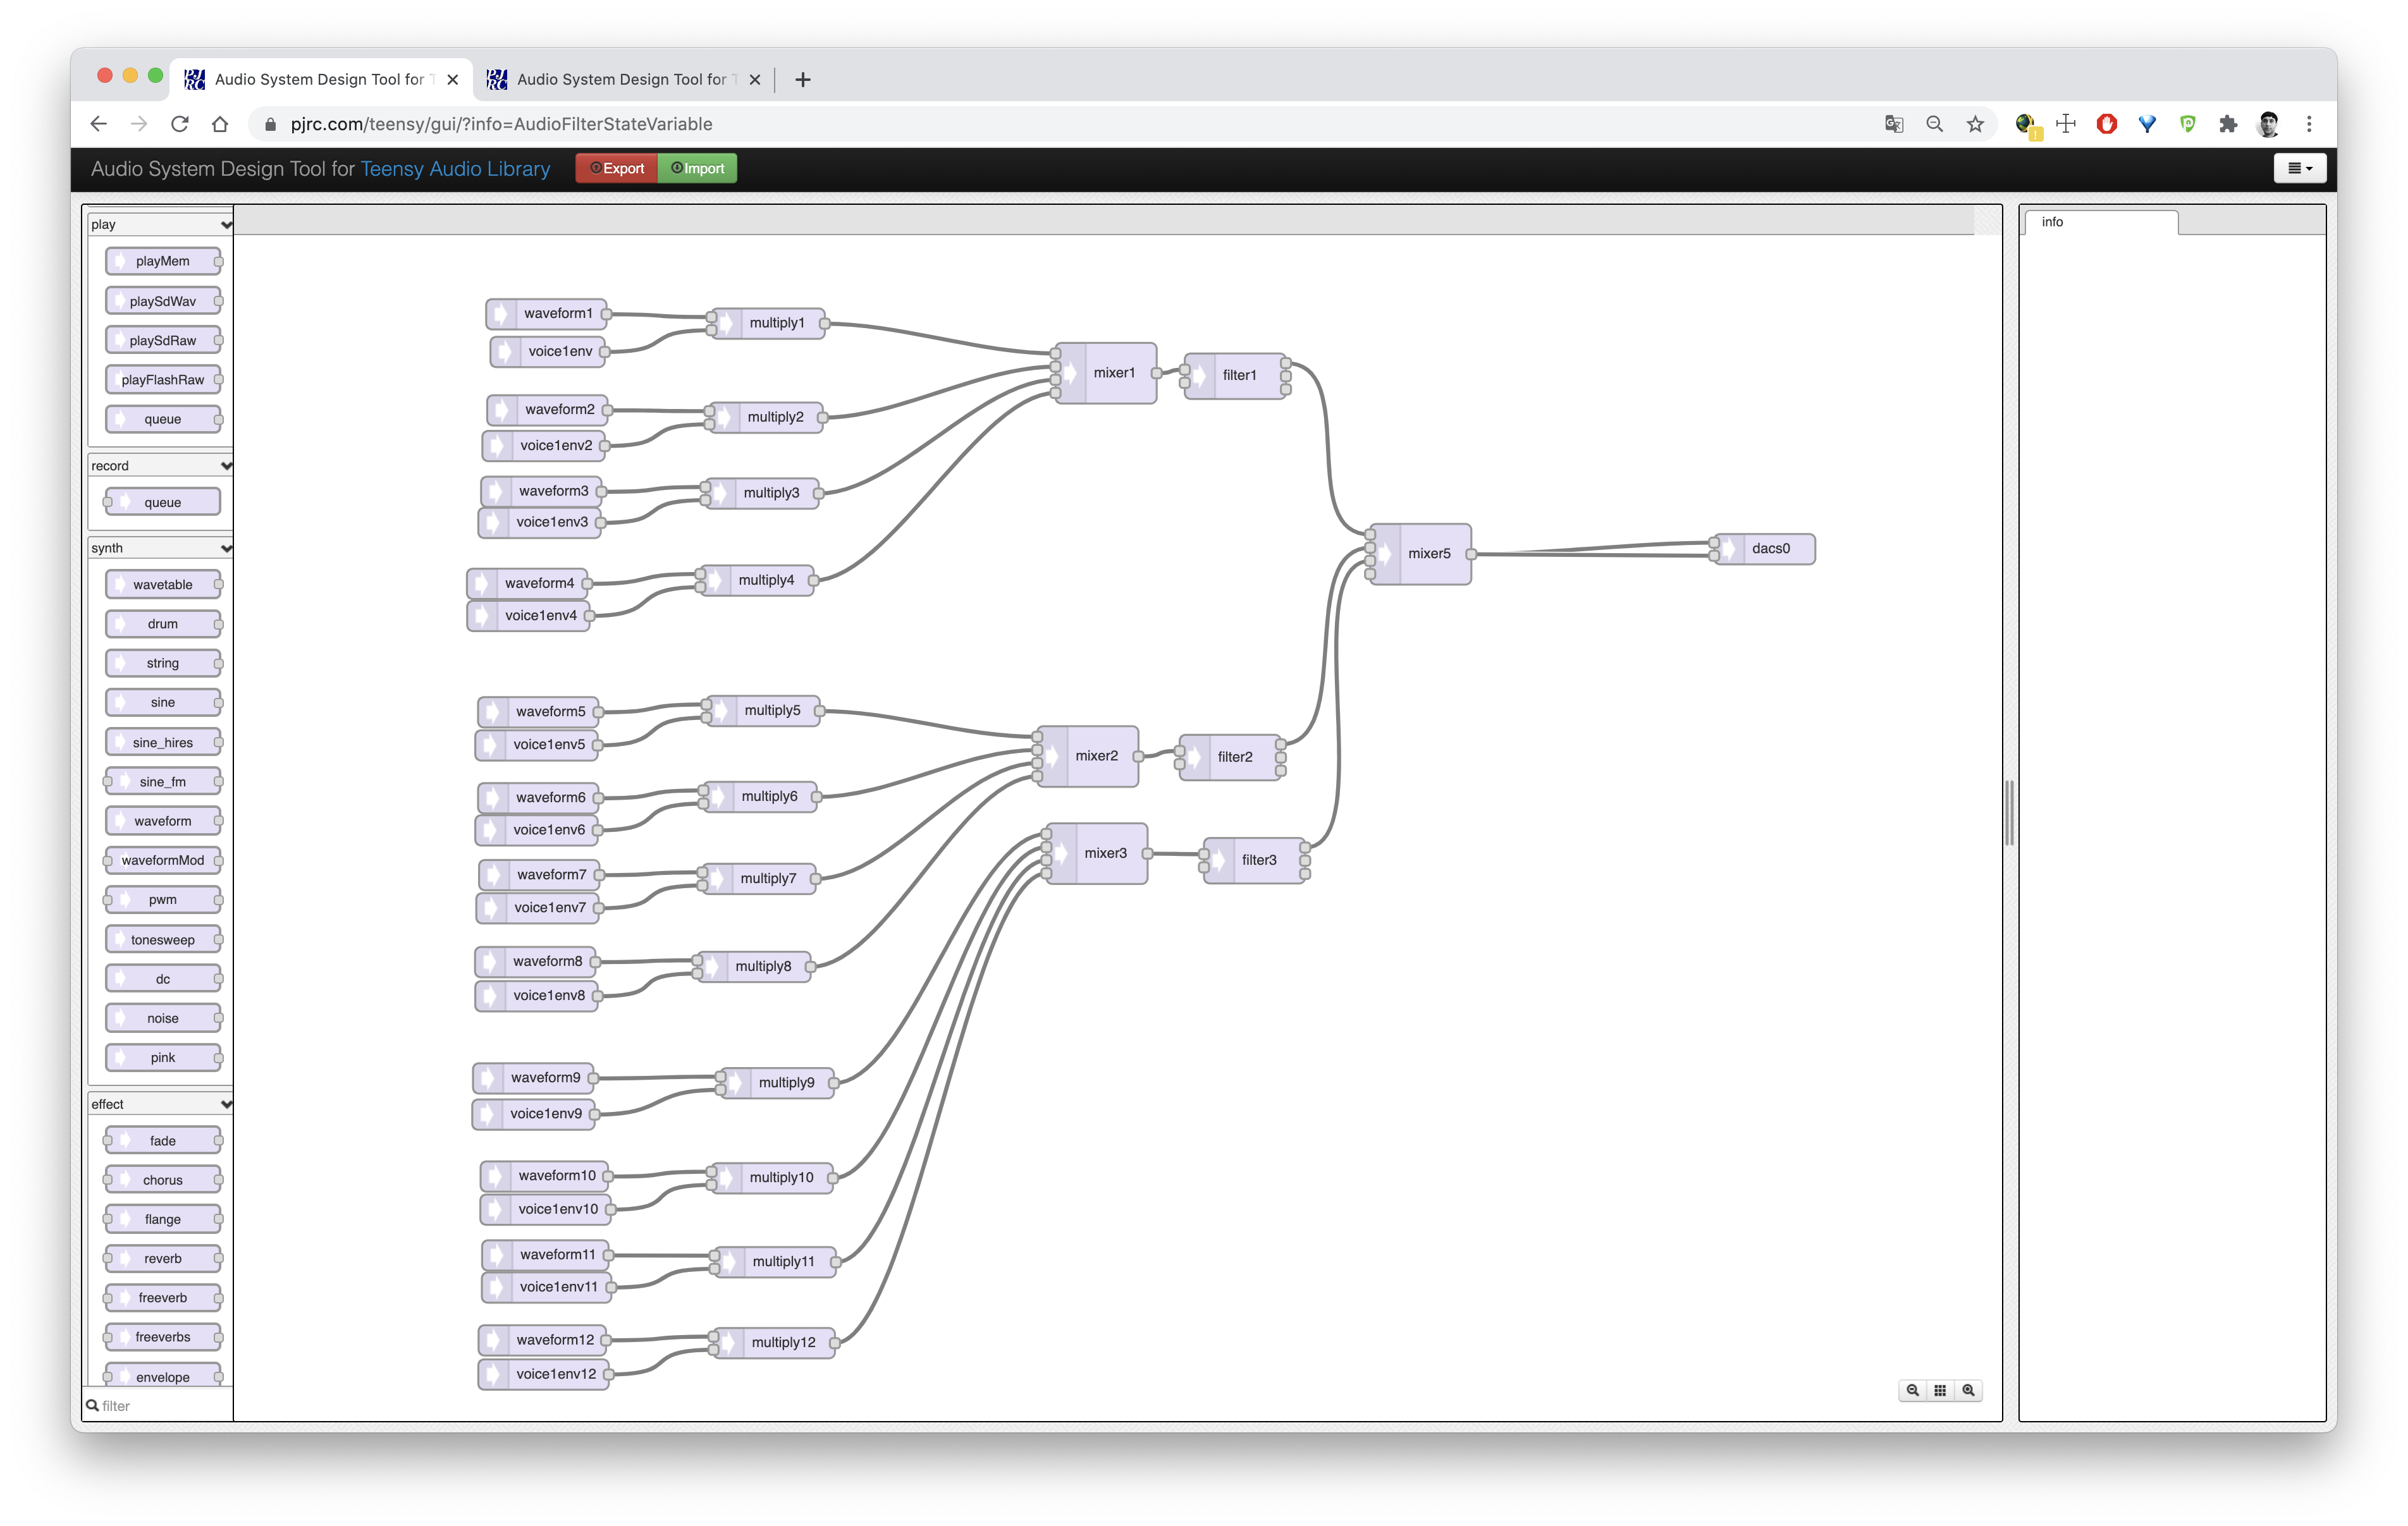 Audio System Design Tool for T
Audio System Design Tool for T
pjrc.com/teensy/gui/?info=AudioFilterStateVariable
Audio System Design Tool for Teensy Audio Library
Export
Import
play
playMem
playSdWav
playSdRaw
playFlashRaw
queue
record
queue
synth
wavetable
drum
string
sine
sine_hires
sine_fm
waveform
waveformMod
pwm
tonesweep
dc
noise
pink
effect
fade
chorus
flange
reverb
freeverb
freeverbs
envelope
filter
waveform1
voice1env
multiply1
waveform2
voice1env2
multiply2
waveform3
voice1env3
multiply3
waveform4
voice1env4
multiply4
mixer1
filter1
waveform5
voice1env5
multiply5
waveform6
voice1env6
multiply6
waveform7
voice1env7
multiply7
waveform8
voice1env8
multiply8
mixer2
filter2
waveform9
voice1env9
multiply9
waveform10
voice1env10
multiply10
waveform11
voice1env11
multiply11
waveform12
voice1env12
multiply12
mixer3
filter3
mixer5
dacs0
info